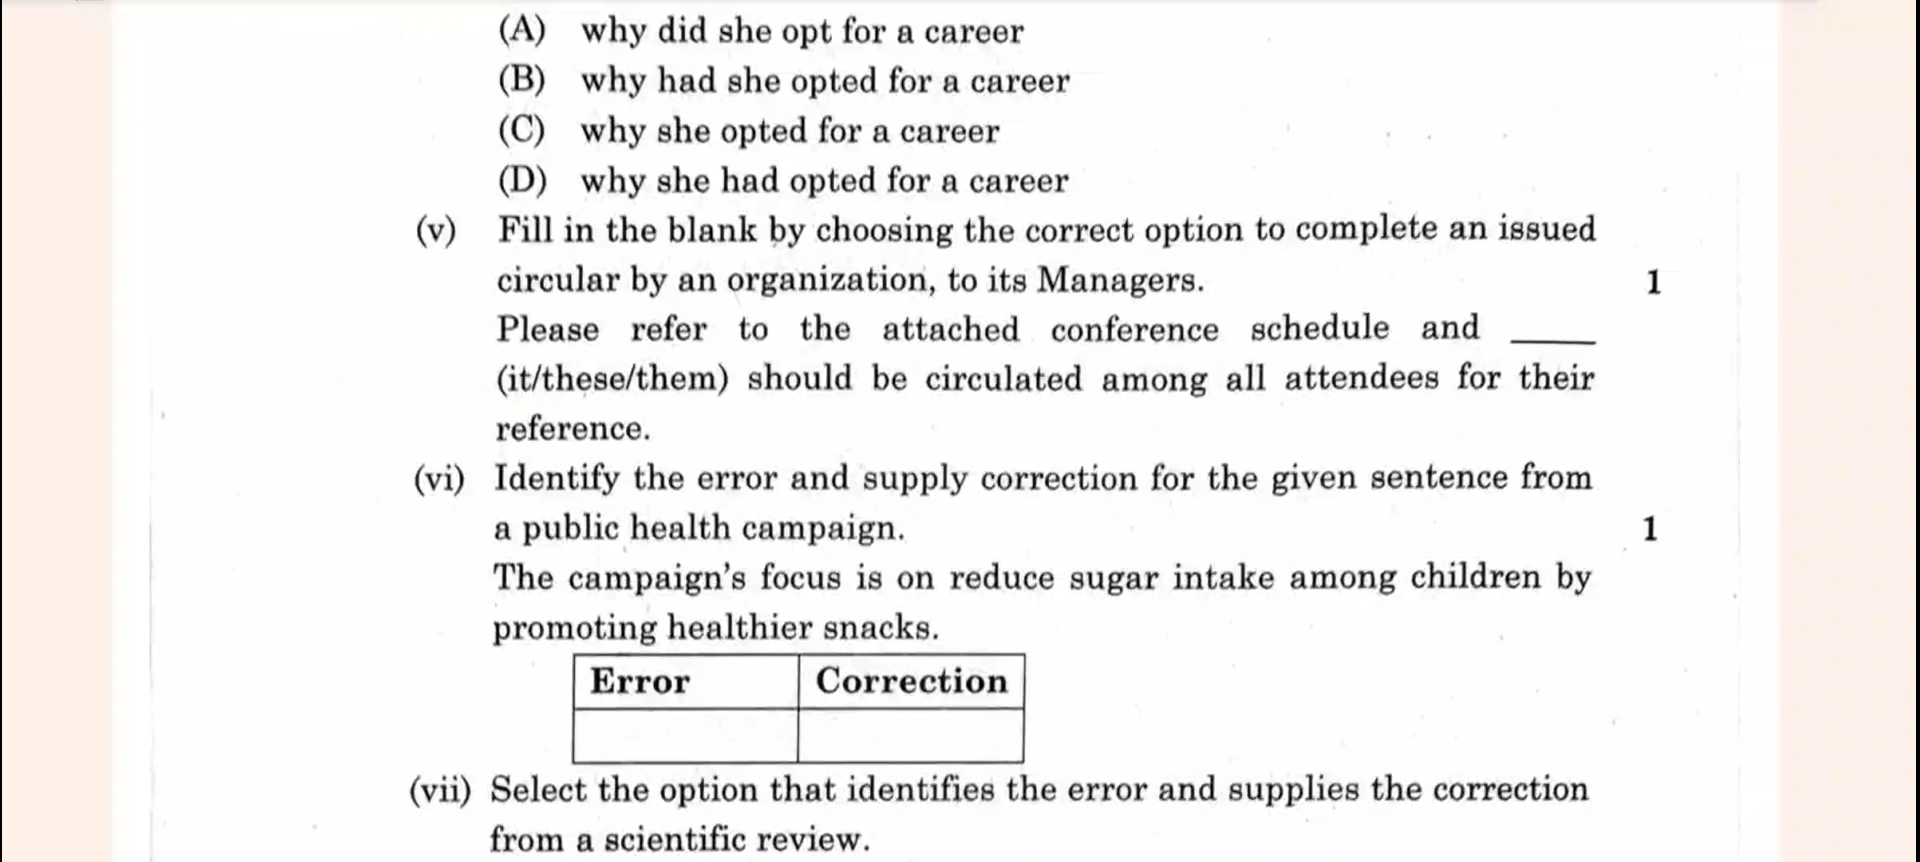 (A) why did she opt for a career
(B) why had she opted for a career
(C) why she opted for a career
(D) why she had opted for a career
(v) Fill in the blank by choosing the correct option to complete an issued
circular by an organization, to its Managers. 1
Please refer to the attached conference schedule and ____
(it/these/them) should be circulated among all attendees for their
reference.
(vi) Identify the error and supply correction for the given sentence from
a public health campaign. 1
The campaign's focus is on reduce sugar intake among children by
promoting healthier snacks.
Error Correction
(vii) Select the option that identifies the error and supplies the correction
from a scientific review.